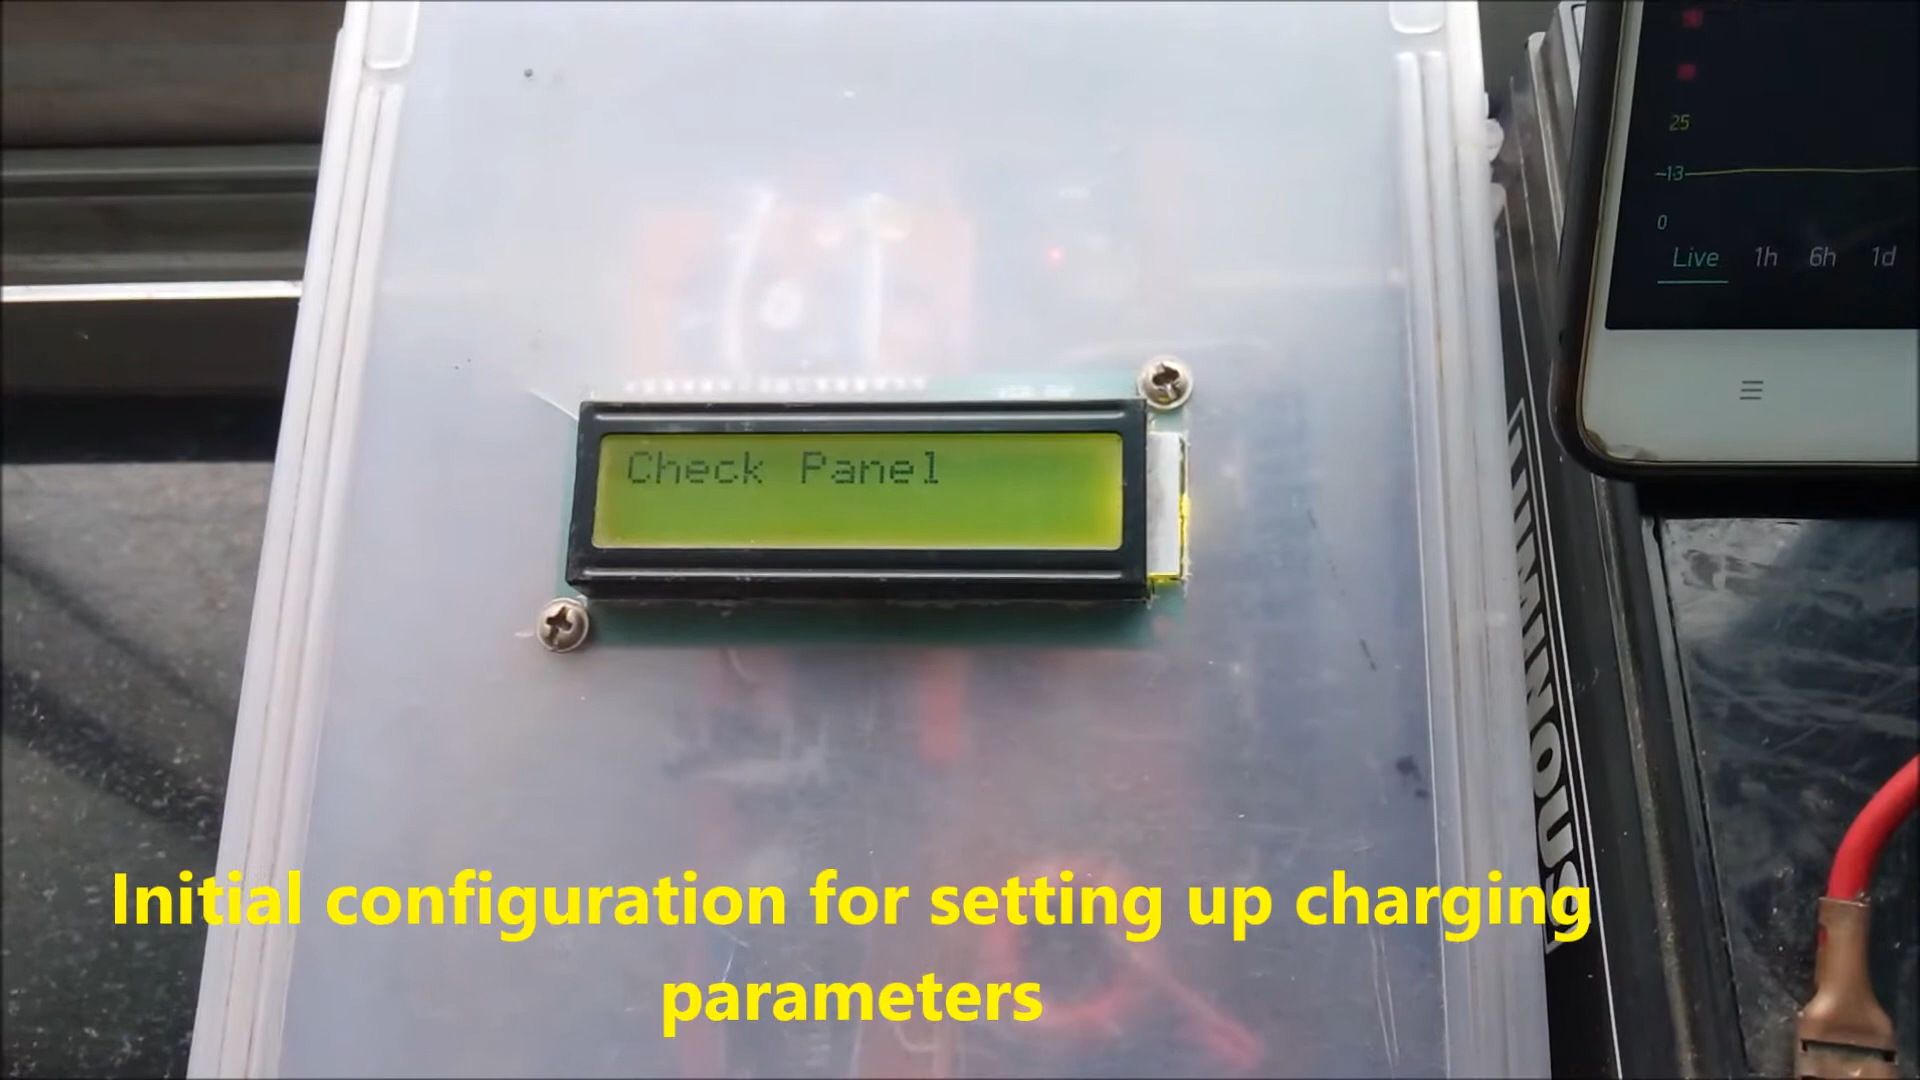 Check Panel
25
13
0
Live 1h 6h 1d
LUMINOUS
Initial configuration for setting up charging
parameters